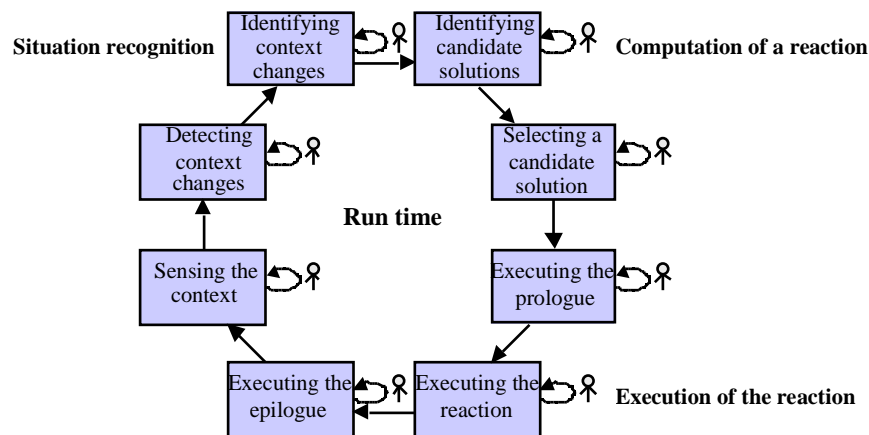 Situation recognition
Identifying
context
changes
Identifying
candidate
solutions
Computation of a reaction
Detecting
context
changes
Selecting a
candidate
solution
Run time
Sensing the
context
Executing the
prologue
Executing the
epilogue
Executing the
reaction
Execution of the reaction